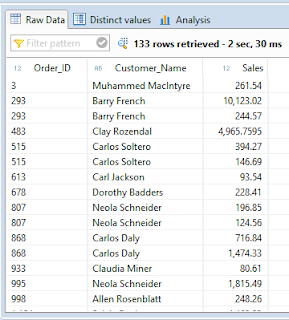 Raw Data Distinct values Analysis
Filter pattern 133 rows retrieved - 2 sec, 30 ms
12 Order_ID Customer_Name 12 Sales
3 Muhammed MacIntyre 261.54
293 Barry French 10,123.02
293 Barry French 244.57
483 Clay Rozendal 4,965.7595
515 Carlos Soltero 394.27
515 Carlos Soltero 146.69
613 Carl Jackson 93.54
678 Dorothy Badders 228.41
807 Neola Schneider 196.85
807 Neola Schneider 124.56
868 Carlos Daly 716.84
868 Carlos Daly 1,474.33
933 Claudia Miner 80.61
995 Neola Schneider 1,815.49
998 Allen Rosenblatt 248.26